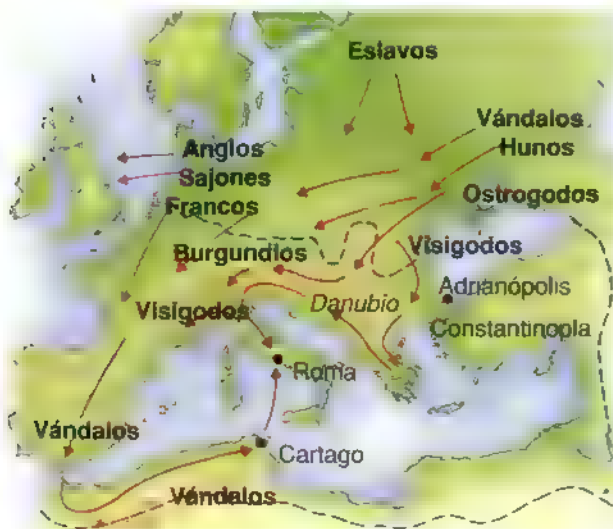 Eslavos
Vándalos
Hunos
Anglos
Sajones
Francos
Ostrogodos
Burgundios
Visigodos
Adrianópolis
Danubio
Visigodos
Constantinopla
Roma
Vándalos
Cartago
Vándalos